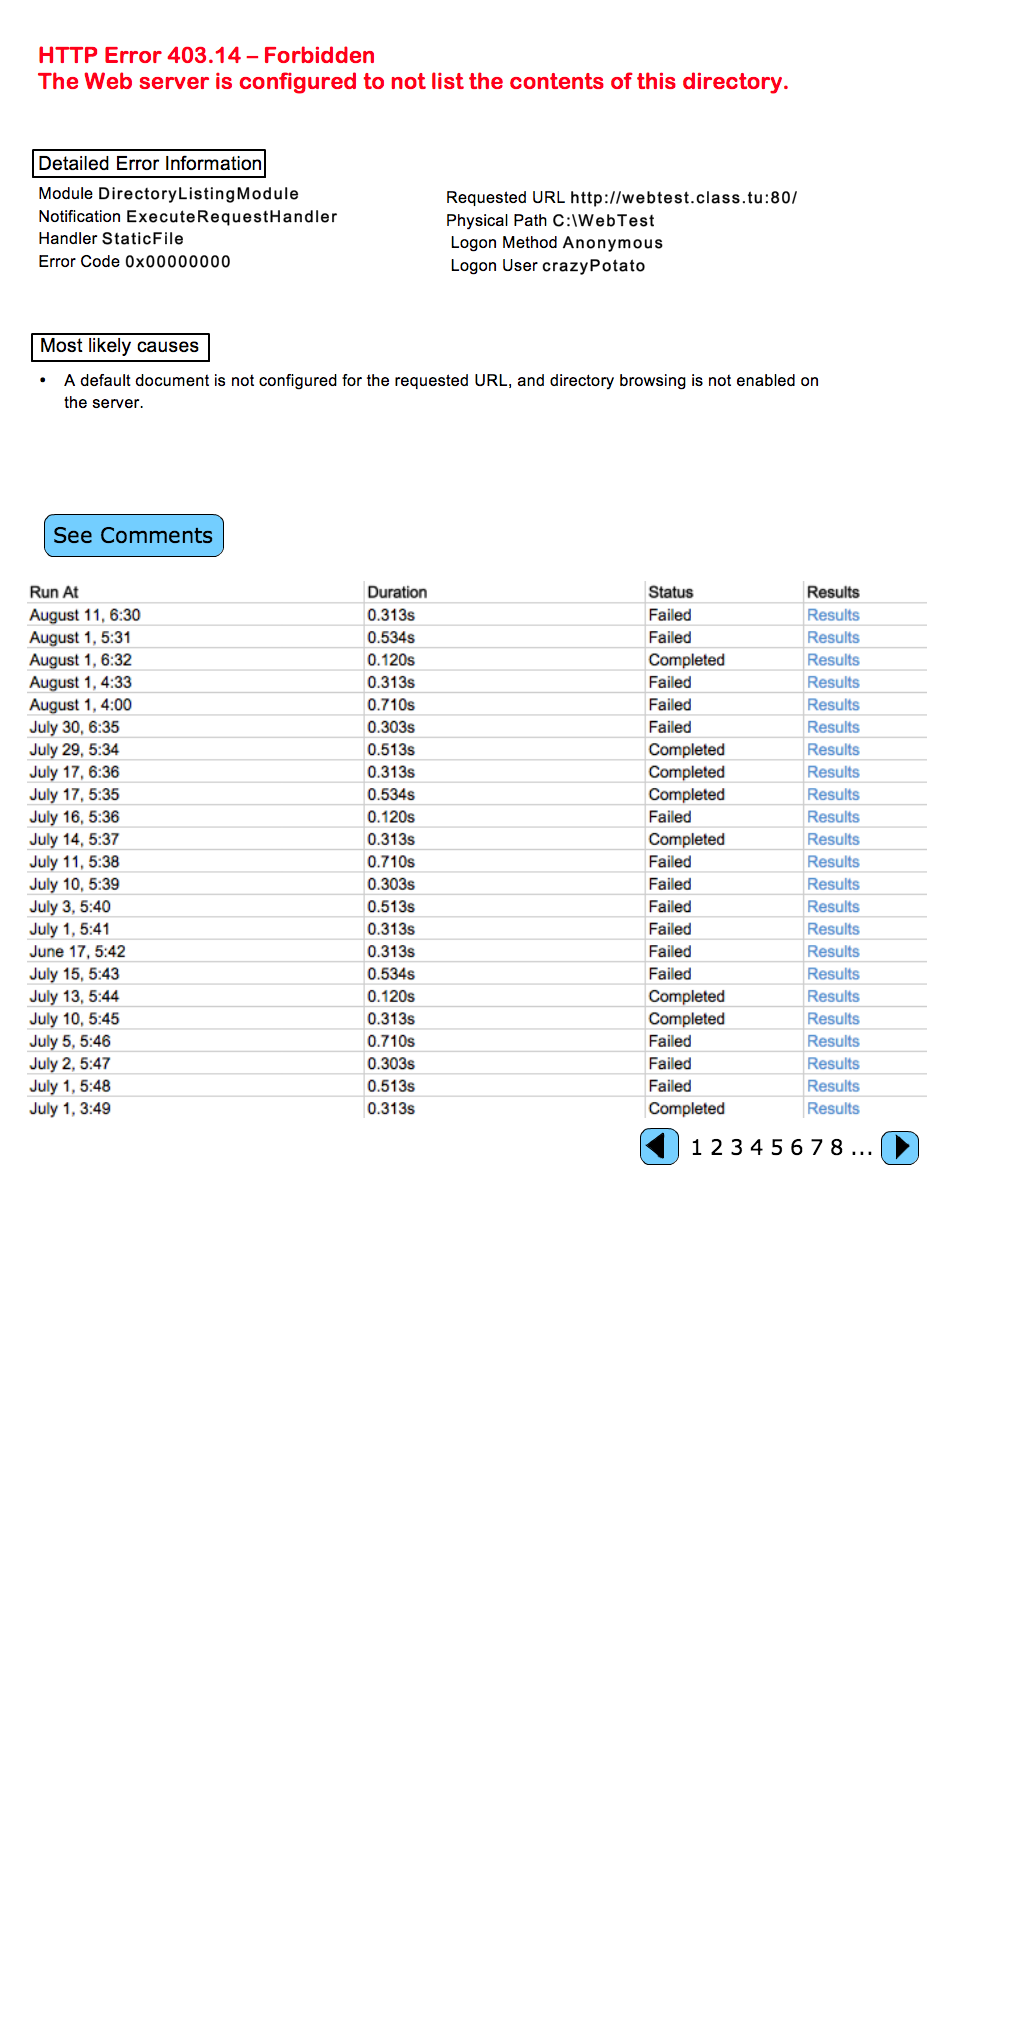 HTTP Error 403.14 – Forbidden
The Web server is configured to not list the contents of this directory.
Detailed Error Information
Module DirectoryListingModule
Notification ExecuteRequestHandler
Handler StaticFile
Error Code 0x00000000
Requested URL http://webtest.class.tu:80/
Physical Path C:\WebTest
Logon Method Anonymous
Logon User crazyPotato
Most likely causes
• A default document is not configured for the requested URL, and directory browsing is not enabled on
the server.
See Comments
Run At Duration Status Results
August 11, 6:30 0.313s Failed Results
August 1, 5:31 0.534s Failed Results
August 1, 6:32 0.120s Completed Results
August 1, 4:33 0.313s Failed Results
August 1, 4:00 0.710s Failed Results
July 30, 6:35 0.303s Failed Results
July 29, 5:34 0.513s Completed Results
July 17, 6:36 0.313s Completed Results
July 17, 5:35 0.534s Completed Results
July 16, 5:36 0.120s Failed Results
July 14, 5:37 0.313s Completed Results
July 11, 5:38 0.710s Failed Results
July 10, 5:39 0.303s Failed Results
July 3, 5:40 0.513s Failed Results
July 1, 5:41 0.313s Failed Results
June 17, 5:42 0.313s Failed Results
July 15, 5:43 0.534s Failed Results
July 13, 5:44 0.120s Completed Results
July 10, 5:45 0.313s Completed Results
July 5, 5:46 0.710s Failed Results
July 2, 5:47 0.303s Failed Results
July 1, 5:48 0.513s Failed Results
July 1, 3:49 0.313s Completed Results
1 2 3 4 5 6 7 8 ...